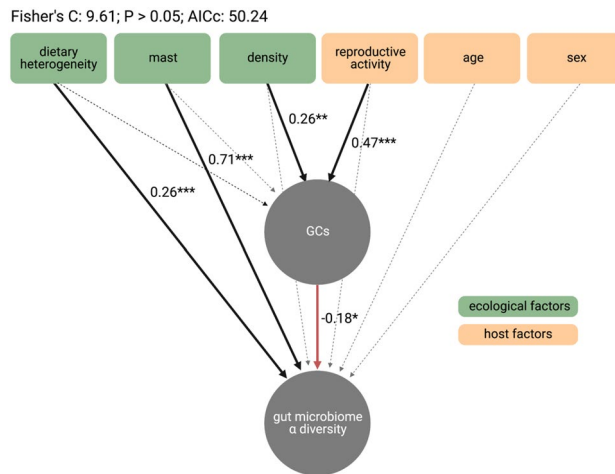 Fisher's C: 9.61; P > 0.05; AICc: 50.24
dietary
heterogeneity
mast
density
reproductive
activity
age
sex
0.26**
0.47***
0.71***
0.26***
GCs
-0.18*
ecological factors
host factors
gut microbiome
α diversity